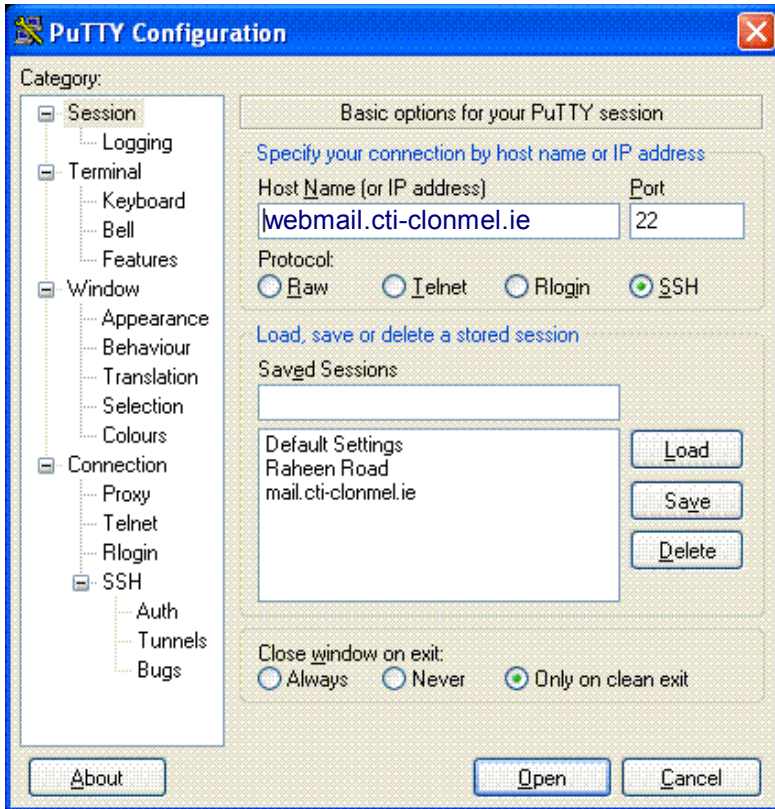 PuTTY Configuration
Category:
Session
Logging
Terminal
Keyboard
Bell
Features
Window
Appearance
Behaviour
Translation
Selection
Colours
Connection
Proxy
Telnet
Rlogin
SSH
Auth
Tunnels
Bugs
Basic options for your PuTTY session
Specify your connection by host name or IP address
Host Name (or IP address) Port
webmail.cti-clonmel.ie 22
Protocol:
Raw Telnet Rlogin SSH
Load, save or delete a stored session
Saved Sessions
Default Settings
Raheen Road
mail.cti-clonmel.ie
Load
Save
Delete
Close window on exit:
Always Never Only on clean exit
About Open Cancel